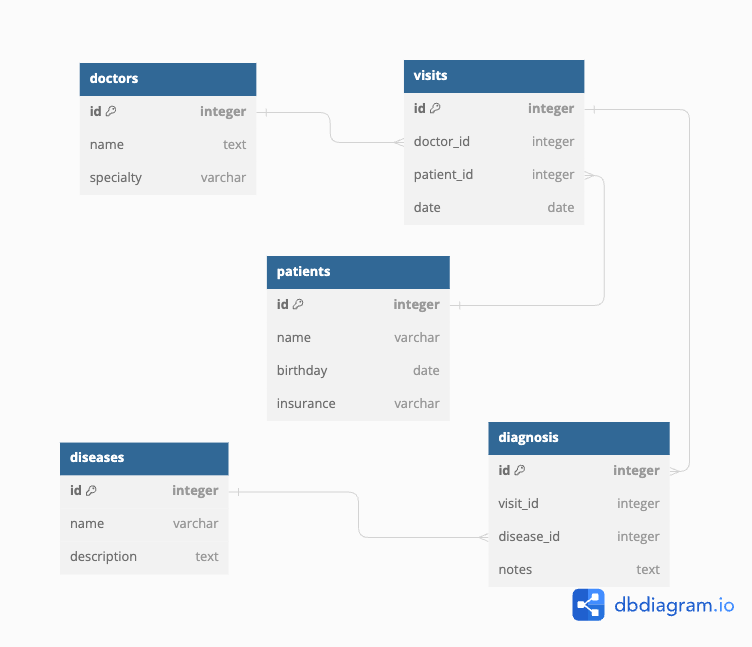 doctors
id integer
name text
specialty varchar
visits
id integer
doctor_id integer
patient_id integer
date date
patients
id integer
name varchar
birthday date
insurance varchar
diseases
id integer
name varchar
description text
diagnosis
id integer
visit_id integer
disease_id integer
notes text
dbdiagram.io